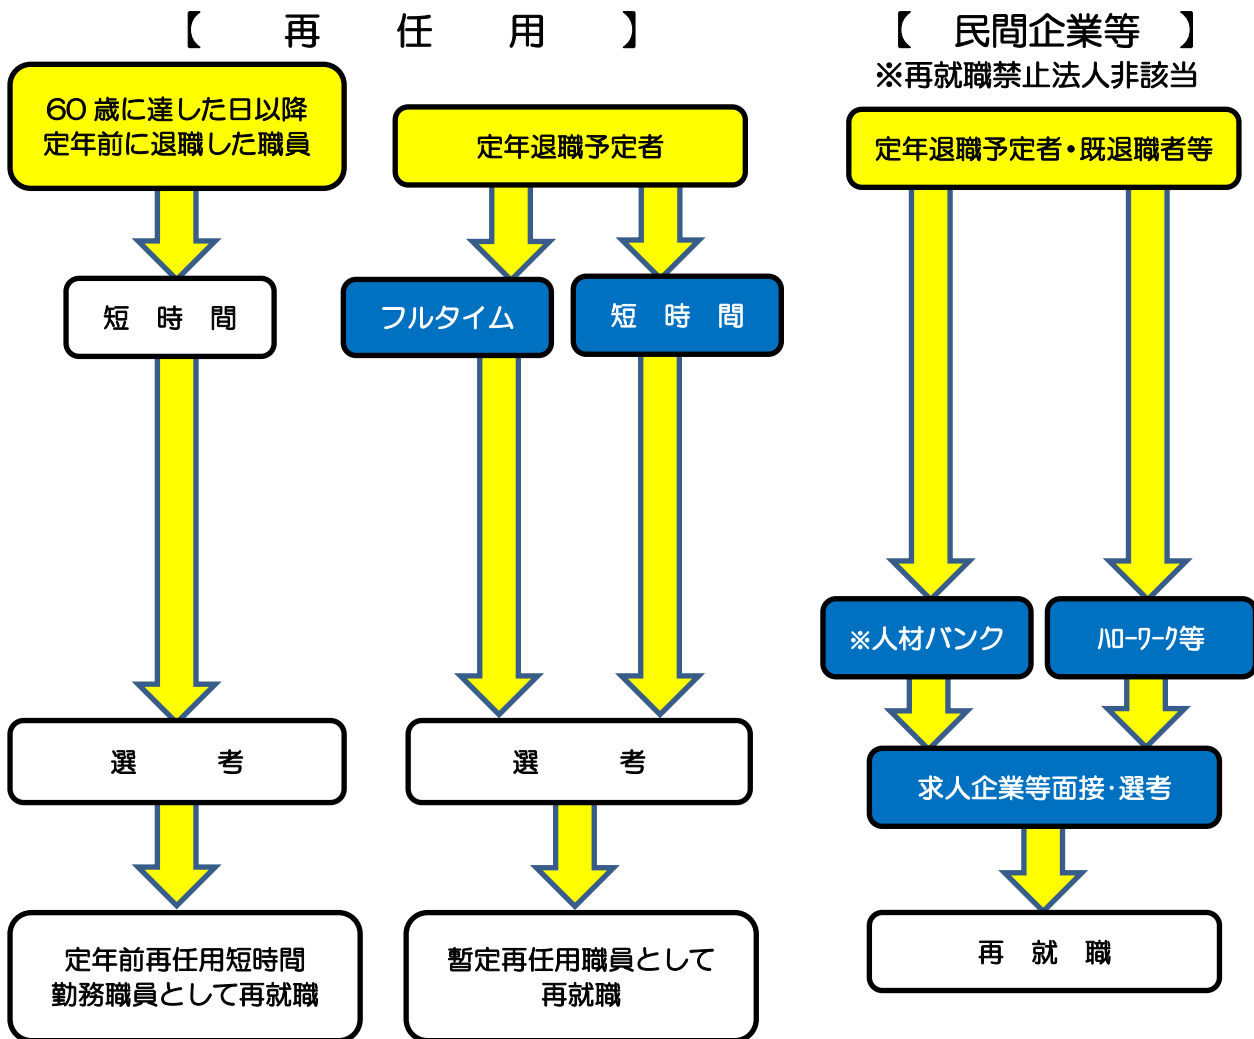 【　再　任　用　】
60歳に達した日以降
定年前に退職した職員
定年退職予定者
短　時　間
フルタイム
短　時　間
選　考
選　考
定年前再任用短時間
勤務職員として再就職
暫定再任用職員として
再就職
【　民間企業等　】
※再就職禁止法人非該当
定年退職予定者・既退職者等
※人材バンク
ﾊﾛｰﾜｰｸ等
求人企業等面接・選考
再　就　職